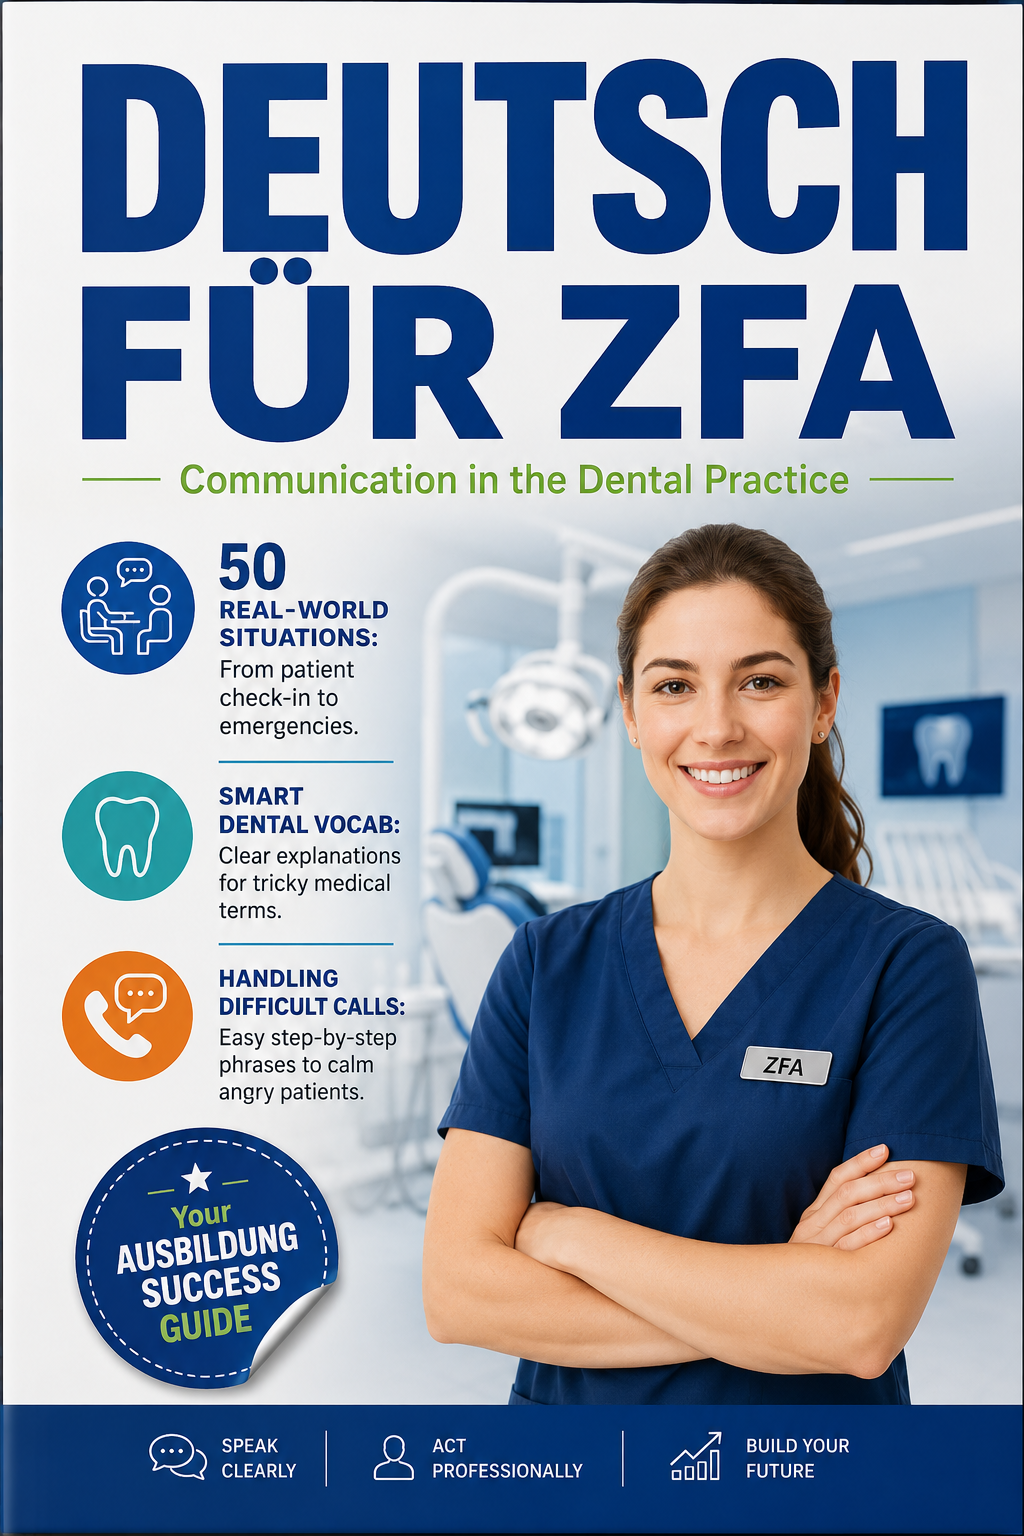 DEUTSCH
FÜR ZFA
Communication in the Dental Practice
50
REAL-WORLD
SITUATIONS:
From patient
check-in to
emergencies.
SMART
DENTAL VOCAB:
Clear explanations
for tricky medical
terms.
HANDLING
DIFFICULT CALLS:
Easy step-by-step
phrases to calm
angry patients.
ZFA
Your
AUSBILDUNG
SUCCESS
GUIDE
SPEAK
CLEARLY
ACT
PROFESSIONALLY
BUILD YOUR
FUTURE